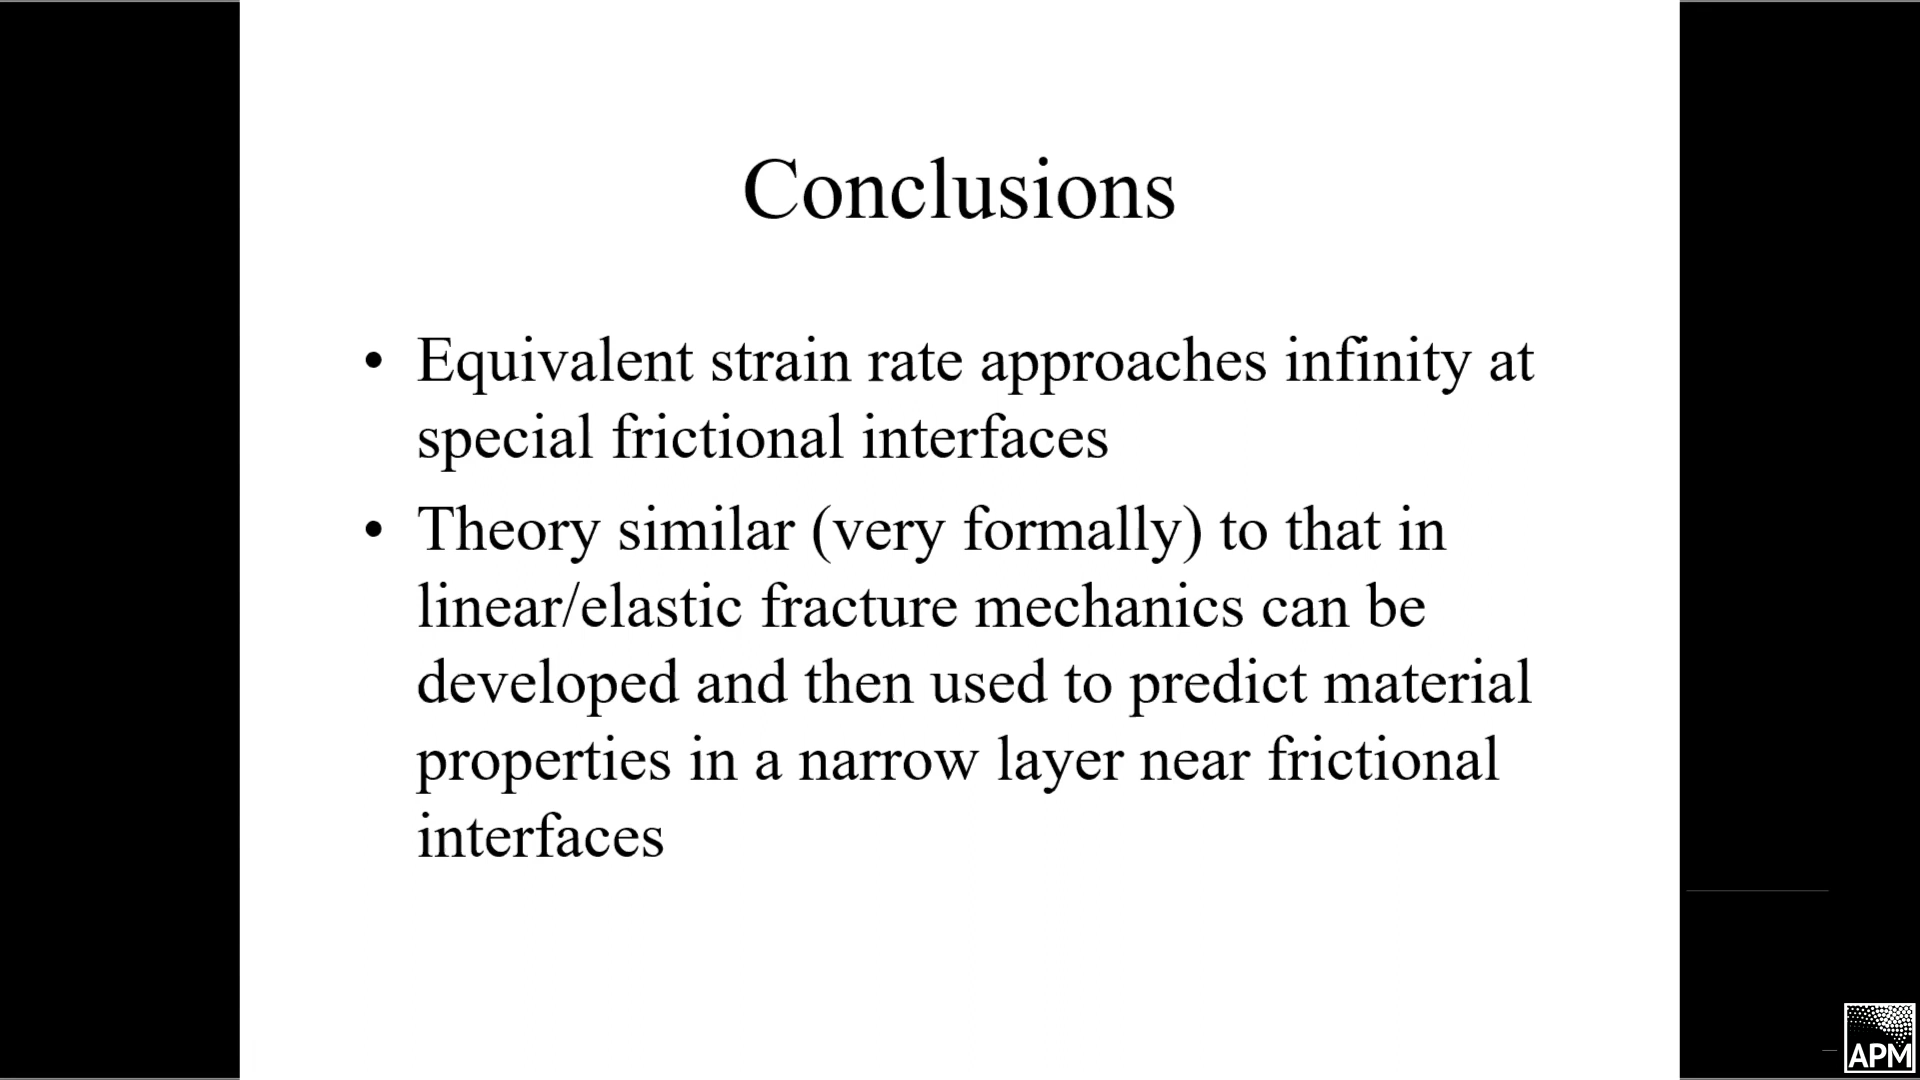 Conclusions
• Equivalent strain rate approaches infinity at
special frictional interfaces
• Theory similar (very formally) to that in
linear/elastic fracture mechanics can be
developed and then used to predict material
properties in a narrow layer near frictional
interfaces
APM